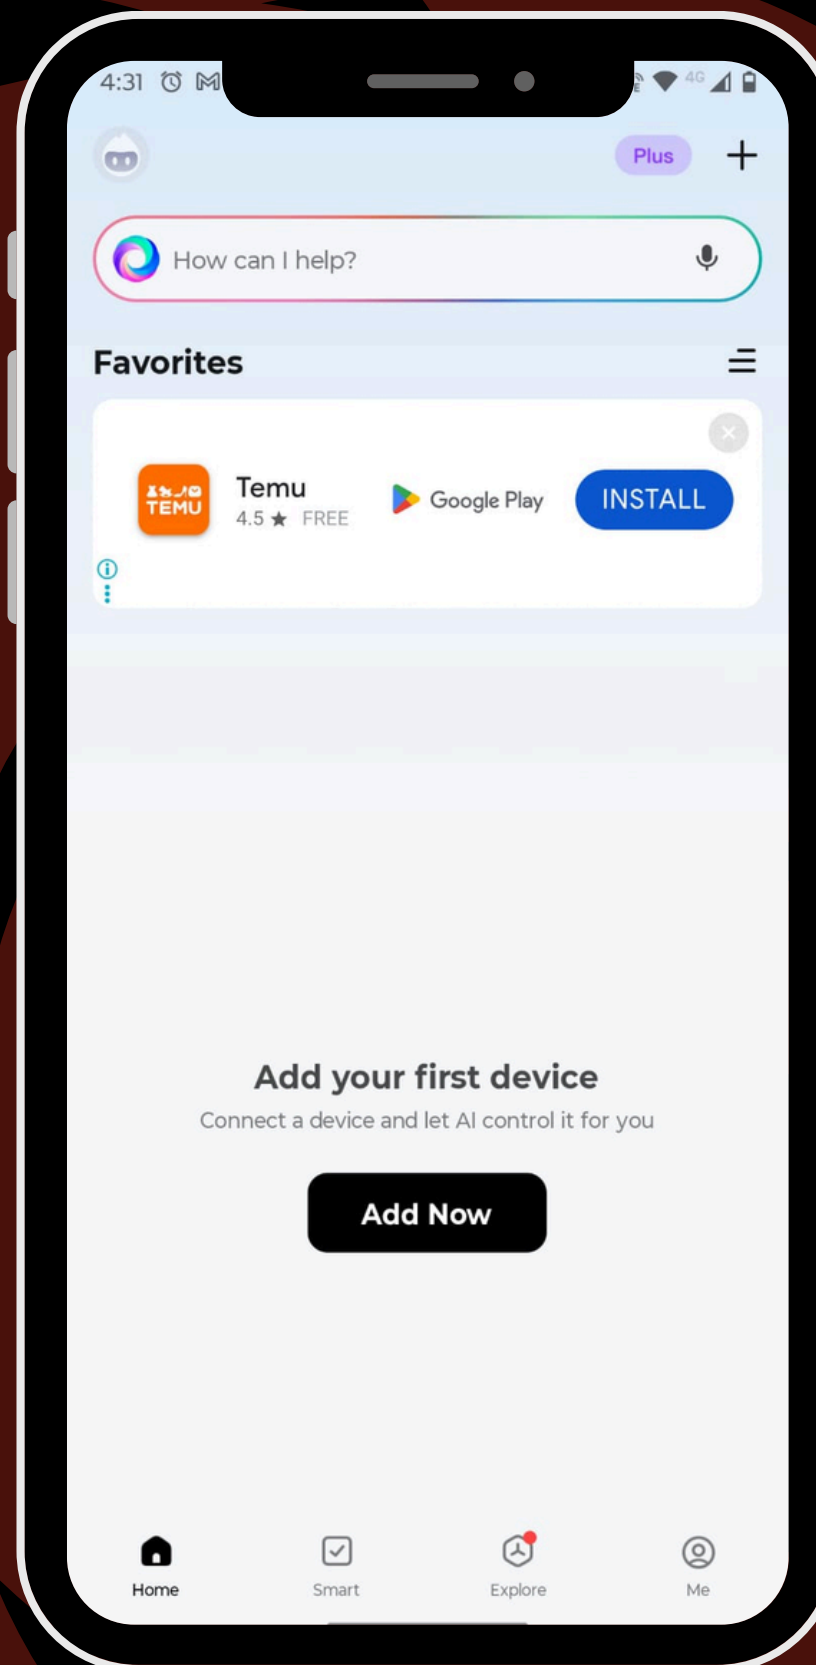 4:31
4G
Plus
How can I help?
Favorites
TEMU
Temu
4.5 ★ FREE
Google Play
INSTALL
Add your first device
Connect a device and let AI control it for you
Add Now
Home
Smart
Explore
Me